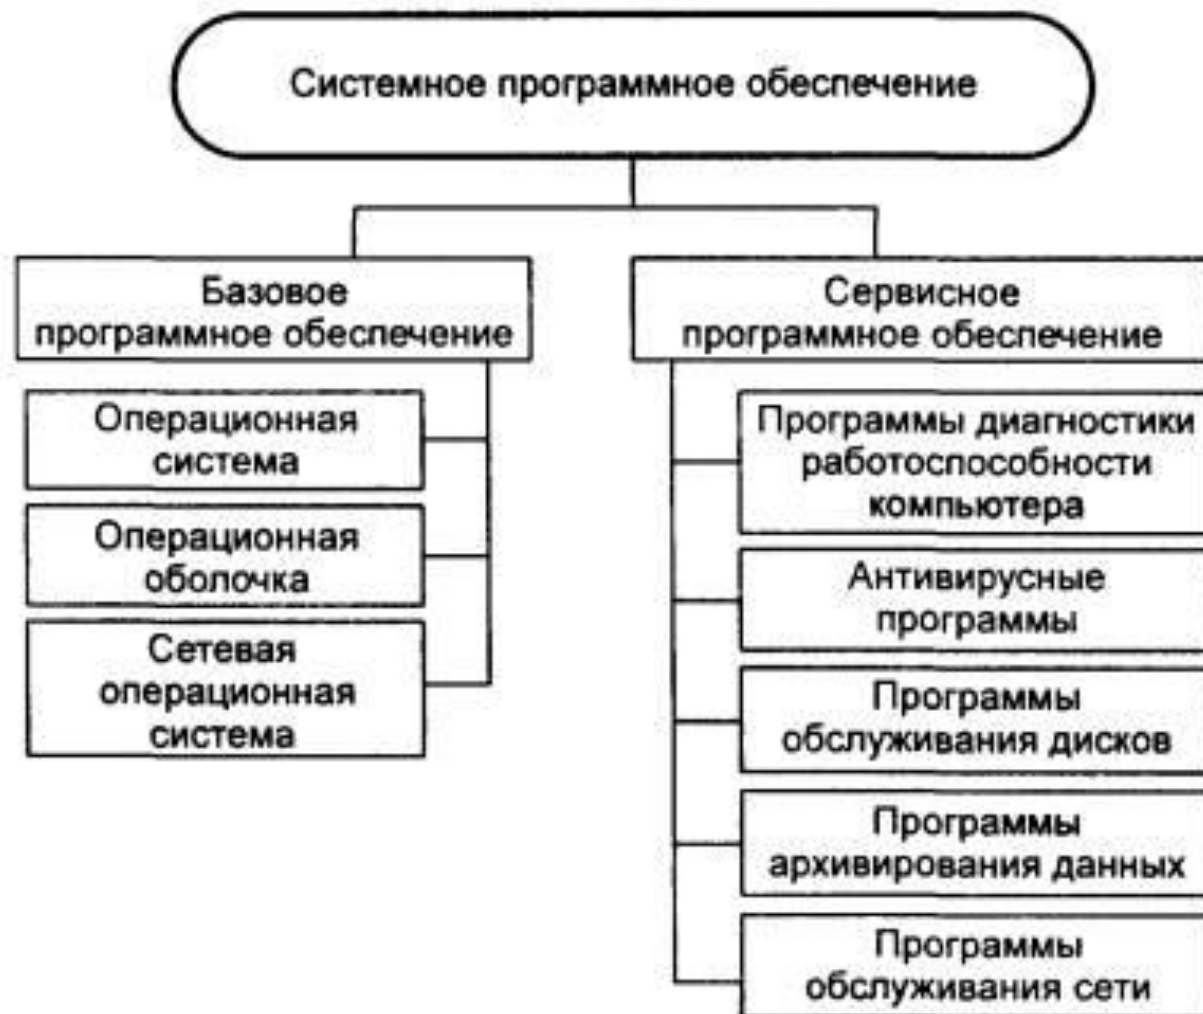 Системное программное обеспечение
Базовое
программное обеспечение
Операционная
система
Операционная
оболочка
Сетевая
операционная
система
Сервисное
программное обеспечение
Программы диагностики
работоспособности
компьютера
Антивирусные
программы
Программы
обслуживания дисков
Программы
архивирования данных
Программы
обслуживания сети